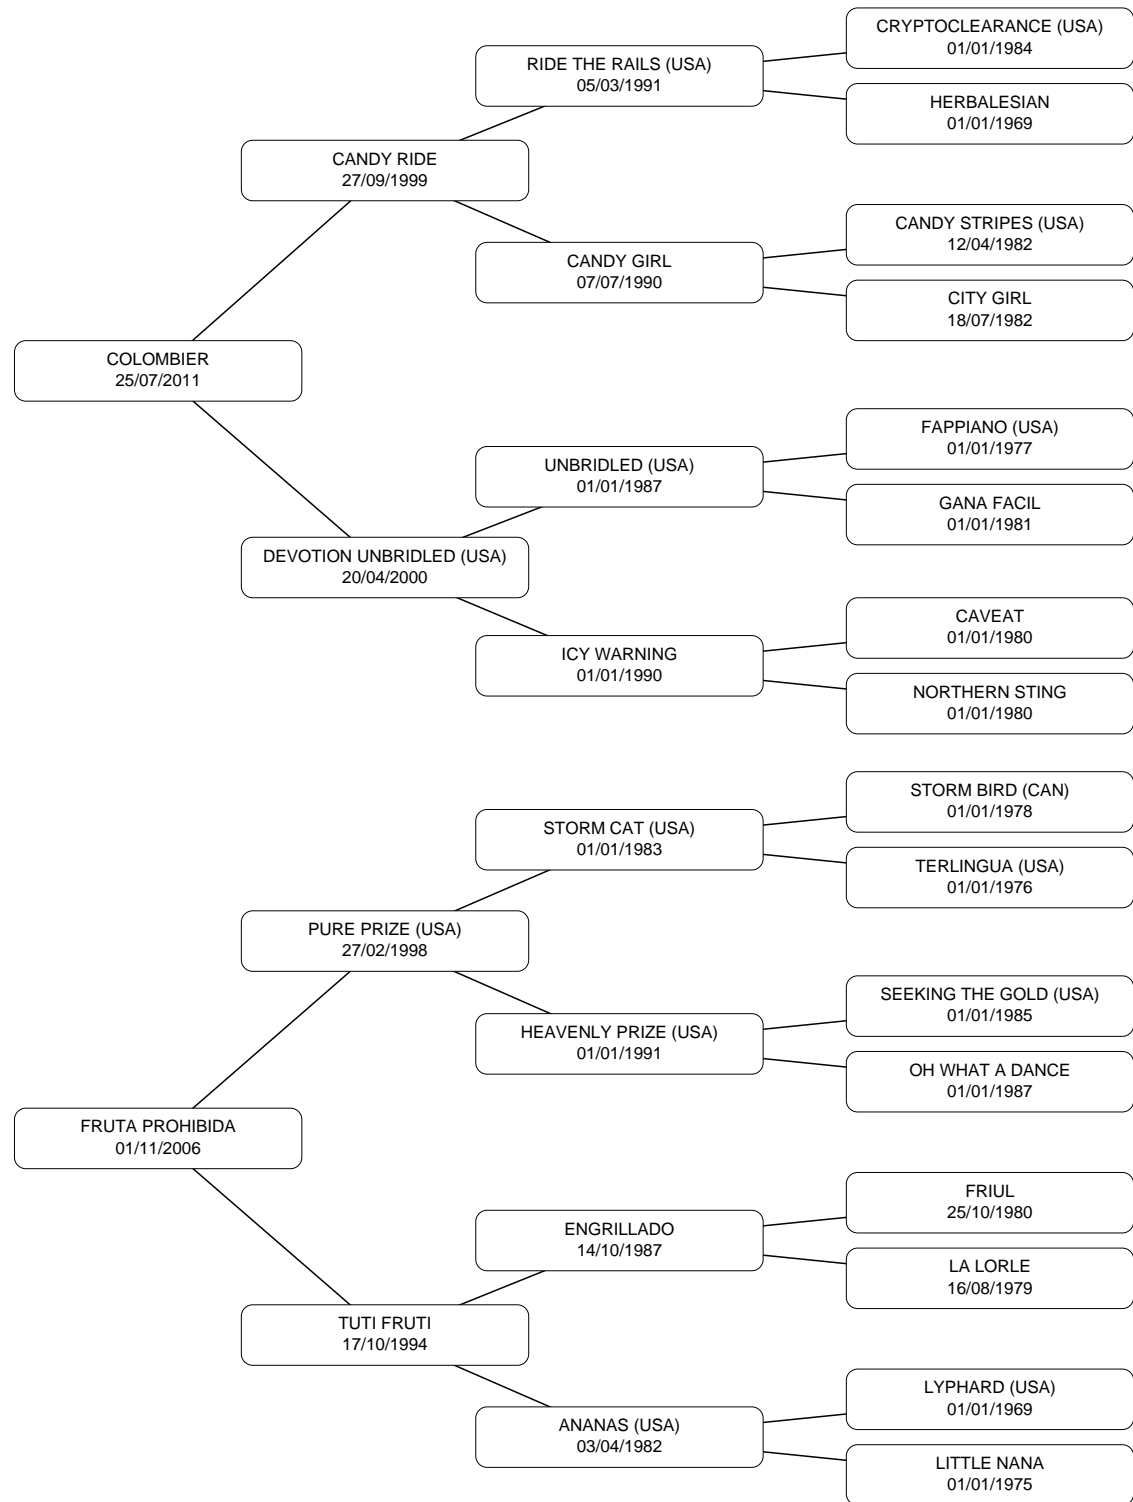 CRYPTOCLEARANCE (USA)
01/01/1984
RIDE THE RAILS (USA)
05/03/1991
HERBALESIAN
01/01/1969
CANDY RIDE
27/09/1999
CANDY STRIPES (USA)
12/04/1982
CANDY GIRL
07/07/1990
CITY GIRL
18/07/1982
COLOMBIER
25/07/2011
FAPPIANO (USA)
01/01/1977
UNBRIDLED (USA)
01/01/1987
GANA FACIL
01/01/1981
DEVOTION UNBRIDLED (USA)
20/04/2000
CAVEAT
01/01/1980
ICY WARNING
01/01/1990
NORTHERN STING
01/01/1980
STORM BIRD (CAN)
01/01/1978
STORM CAT (USA)
01/01/1983
TERLINGUA (USA)
01/01/1976
PURE PRIZE (USA)
27/02/1998
SEEKING THE GOLD (USA)
01/01/1985
HEAVENLY PRIZE (USA)
01/01/1991
OH WHAT A DANCE
01/01/1987
FRUTA PROHIBIDA
01/11/2006
FRIUL
25/10/1980
ENGRILLADO
14/10/1987
LA LORLE
16/08/1979
TUTI FRUTI
17/10/1994
LYPHARD (USA)
01/01/1969
ANANAS (USA)
03/04/1982
LITTLE NANA
01/01/1975